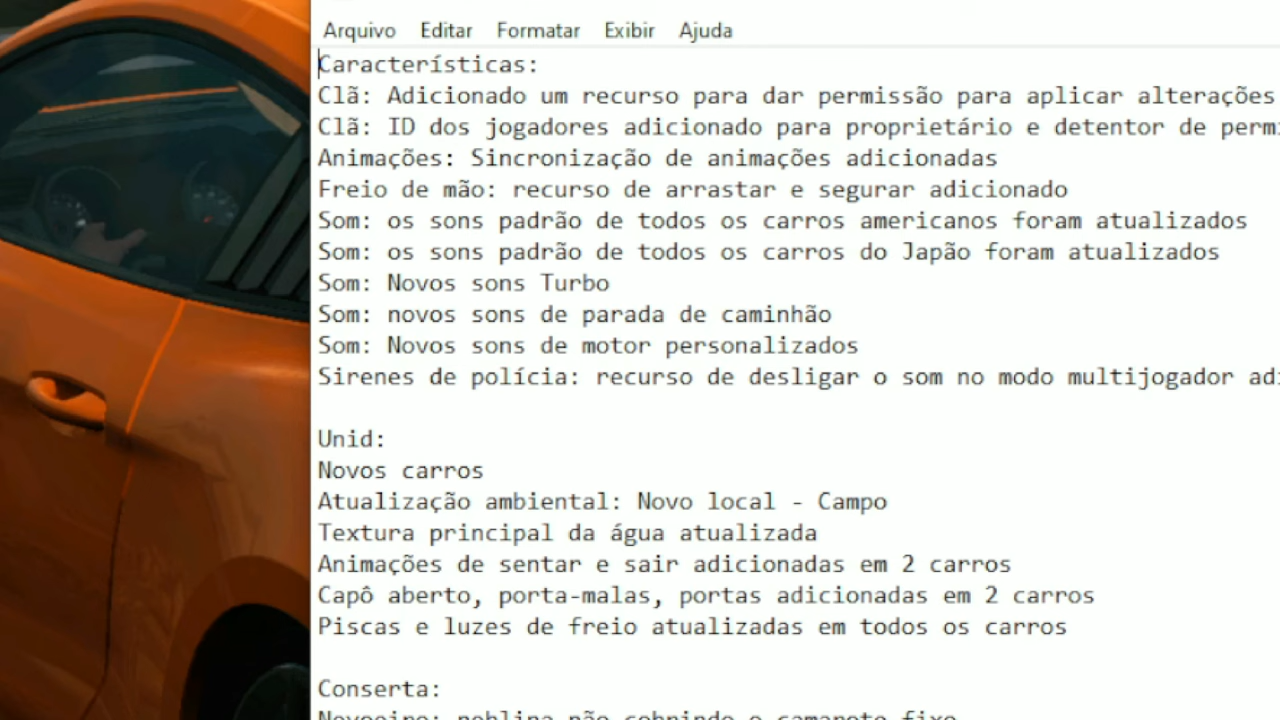 Arquivo Editar Formatar Exibir Ajuda
Características:
Clã: Adicionado um recurso para dar permissão para aplicar alterações
Clã: ID dos jogadores adicionado para proprietário e detentor de
Animações: Sincronização de animações adicionadas
Freio de mão: recurso de arrastar e segurar adicionado
Som: os sons padrão de todos os carros americanos foram atualizados
Som: os sons padrão de todos os carros do Japão foram atualizados
Som: Novos sons Turbo
Som: novos sons de parada de caminhão
Som: Novos sons de motor personalizados
Sirenes de polícia: recurso de desligar o som no modo multijogador
Unid:
Novos carros
Atualização ambiental: Novo local - Campo
Textura principal da água atualizada
Animações de sentar e sair adicionadas em 2 carros
Capô aberto, porta-malas, portas adicionadas em 2 carros
Piscas e luzes de freio atualizadas em todos os carros
Conserta: